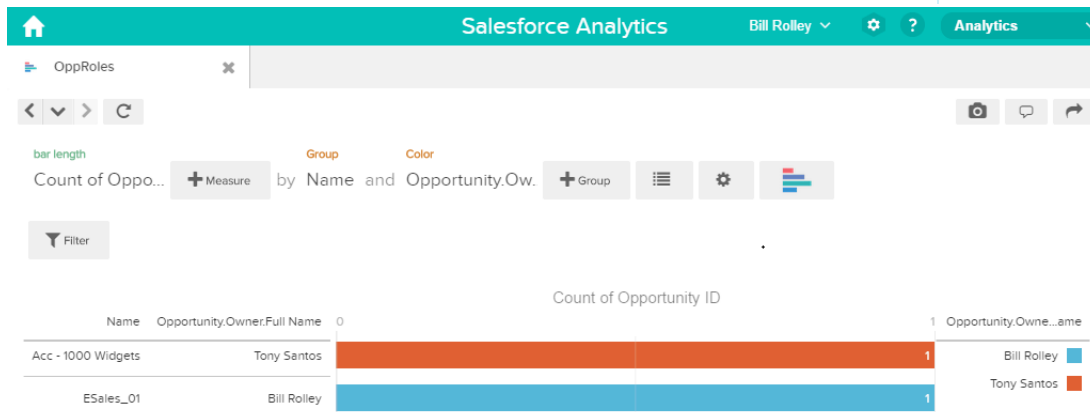 Salesforce Analytics Bill Rolley ? Analytics
OppRoles
bar length Group Color
Count of Oppo... + Measure by Name and Opportunity.Ow.. + Group
Filter
Count of Opportunity ID
Name Opportunity.Owner.Full Name 0 1 Opportunity.Owne...ame
Acc - 1000 Widgets Tony Santos 1 Bill Rolley
Tony Santos
ESales_01 Bill Rolley 1